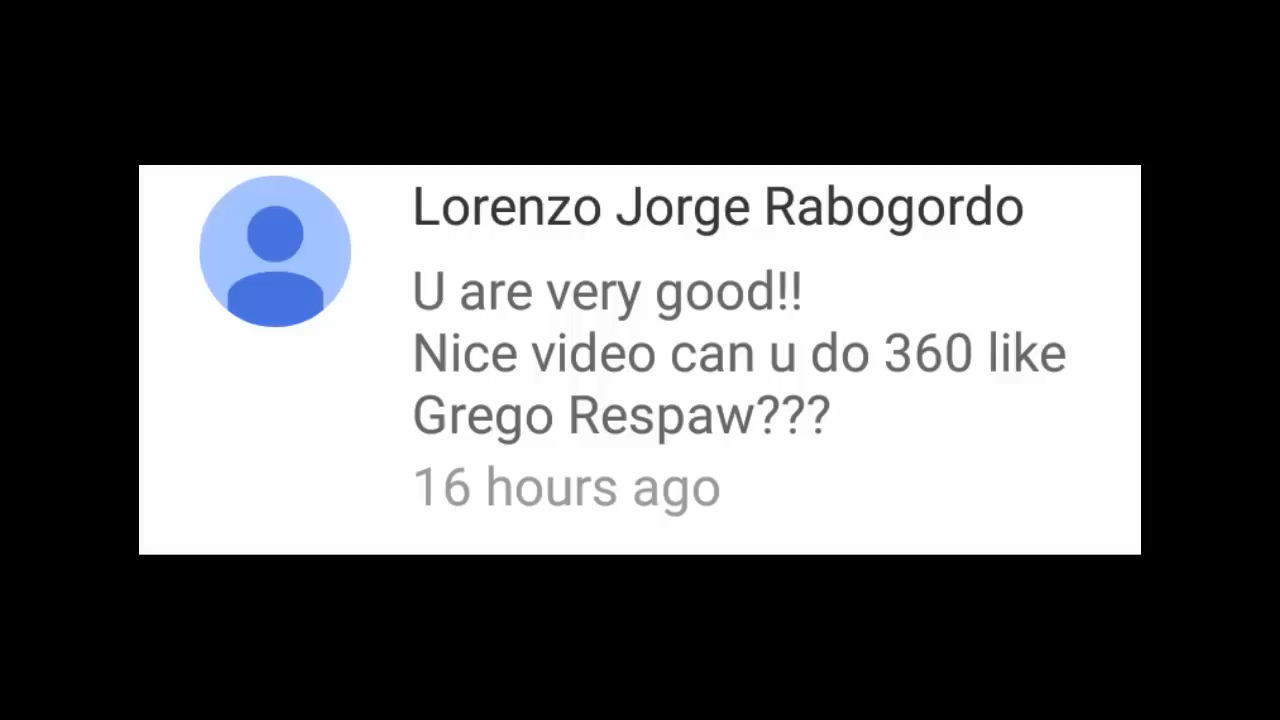 Lorenzo Jorge Rabogordo
U are very good!!
Nice video can u do 360 like
Grego Respaw???
16 hours ago